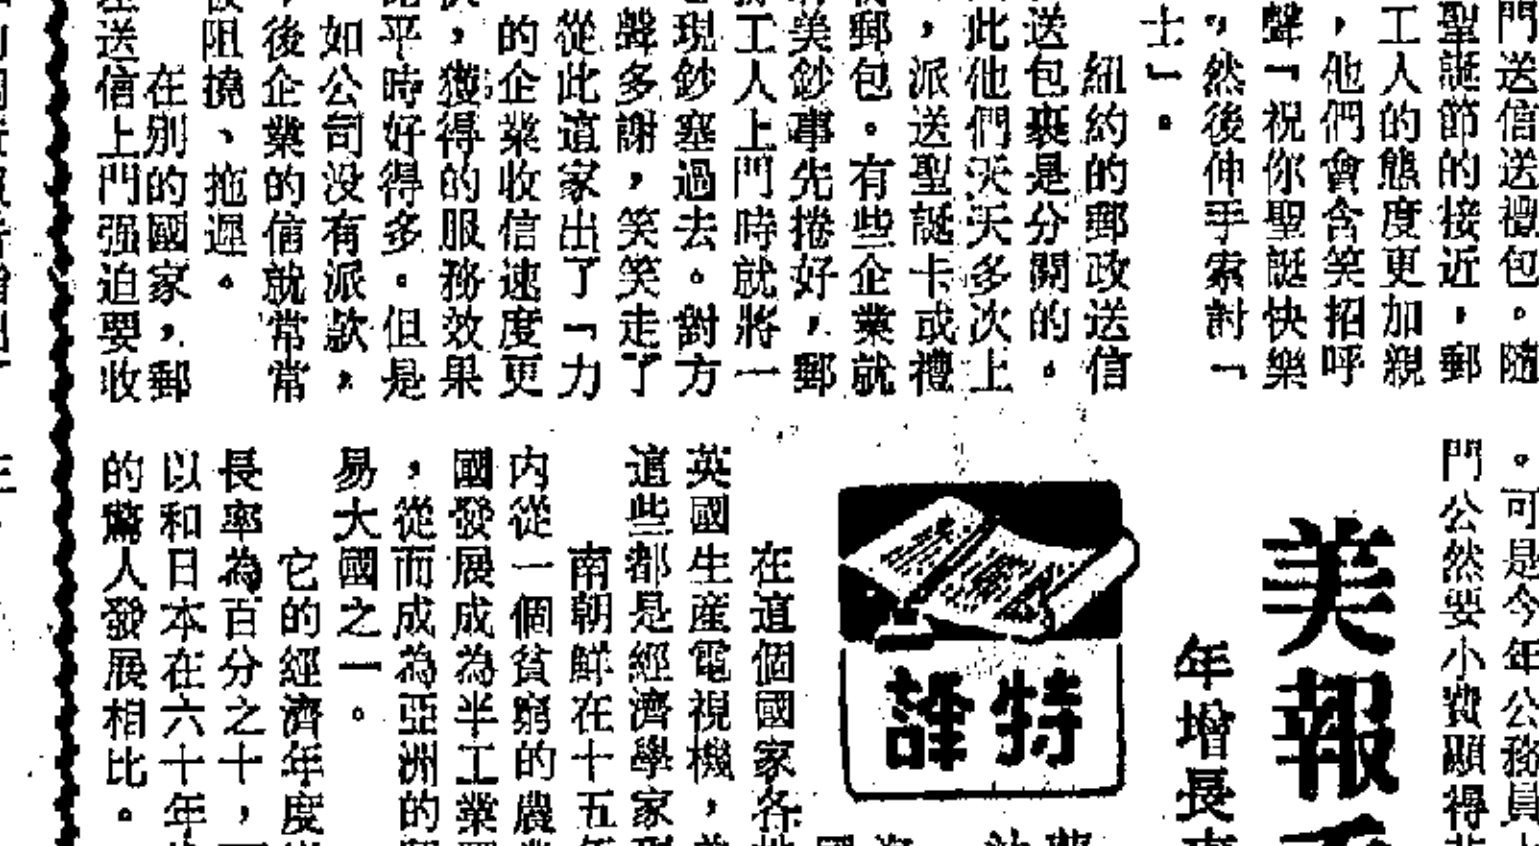 門送信送禮包。隨
聖誕節的接近，郵
工人的態度更加親
，他們會含笑招呼
聲「祝你聖誕快樂
」，然後伸手索討「
士」。
紐約的郵政送信
送包裹是分開的。
此他們天天多次上
，派送聖誕卡或禮
郵包。有些企業就
美鈔事先捲好，郵
工人上門時就將一
現鈔塞過去。對方
聲多謝，笑笑走了
從此這家出了「力
的企業收信速度更
，獲得的服務效果
平時好得多。但是
如公司没有派款，
後企業的信就常常
阻撓、拖遲。
在別的國家，郵
送信上門强迫要收
。可是今年公務員
門公然要小費顯得
美報
年增長
特譯
在這個國家各
英國生産電視機，
這些都是經濟學家
南朝鮮在十五
内從一個貧窮的農
國發展成為半工業
，從而成為亞洲的
易大國之一。
它的經濟年度
長率為百分之十，
以和日本在六十年
的驚人發展相比。